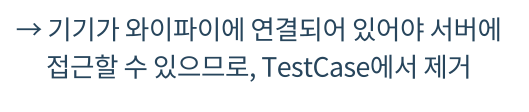 → 기기가 와이파이에 연결되어 있어야 서버에
접근할 수 있으므로, TestCase에서 제거